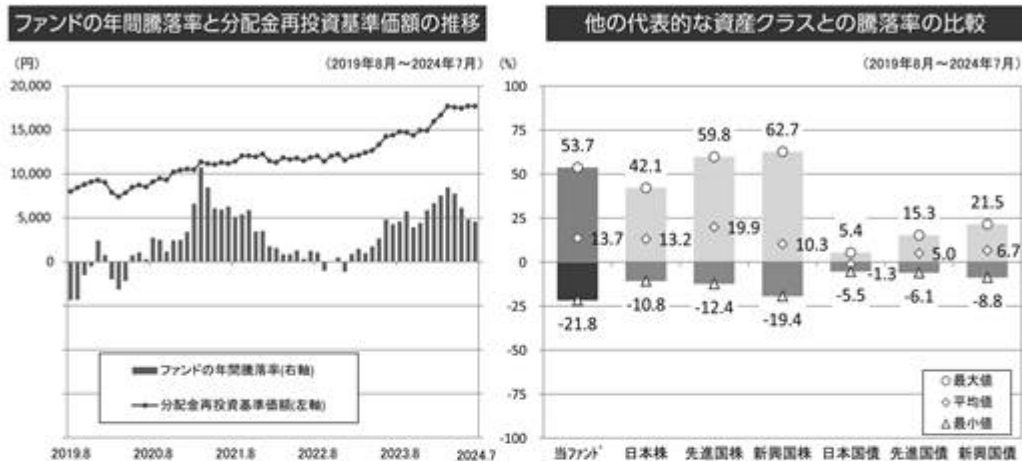 ファンドの年間騰落率と分配金再投資基準価額の推移
(円)
(2019年8月～2024年7月)
20,000
15,000
10,000
5,000
0
ファンドの年間騰落率(右軸)
分配金再投資基準価額(左軸)
2019.8 2020.8 2021.8 2022.8 2023.8 2024.7
他の代表的な資産クラスとの騰落率の比較
(%)
(2019年8月～2024年7月)
100
75
50
25
0
-25
-50
-75
-100
53.7 42.1 59.8 62.7 5.4 15.3 21.5
13.7 13.2 19.9 10.3 -1.3 5.0 6.7
-21.8 -10.8 -12.4 -19.4 -5.5 -6.1 -8.8
最大値
平均値
最小値
当ファンド 日本株 先進国株 新興国株 日本国債 先進国債 新興国債